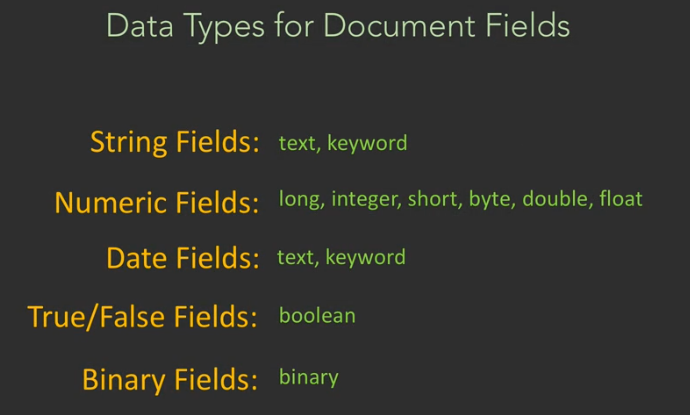 Data Types for Document Fields
String Fields: text, keyword
Numeric Fields: long, integer, short, byte, double, float
Date Fields: text, keyword
True/False Fields: boolean
Binary Fields: binary